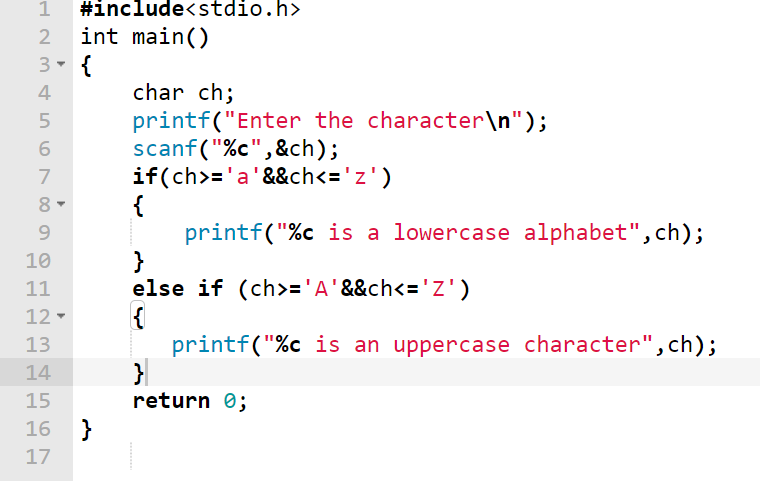 1 #include<stdio.h>
2 int main()
3 {
4     char ch;
5     printf("Enter the character\n");
6     scanf("%c",&ch);
7     if(ch>='a'&&ch<='z')
8     {
9         printf("%c is a lowercase alphabet",ch);
10     }
11     else if (ch>='A'&&ch<='Z')
12     {
13        printf("%c is an uppercase character",ch);
14     }
15     return 0;
16 }
17